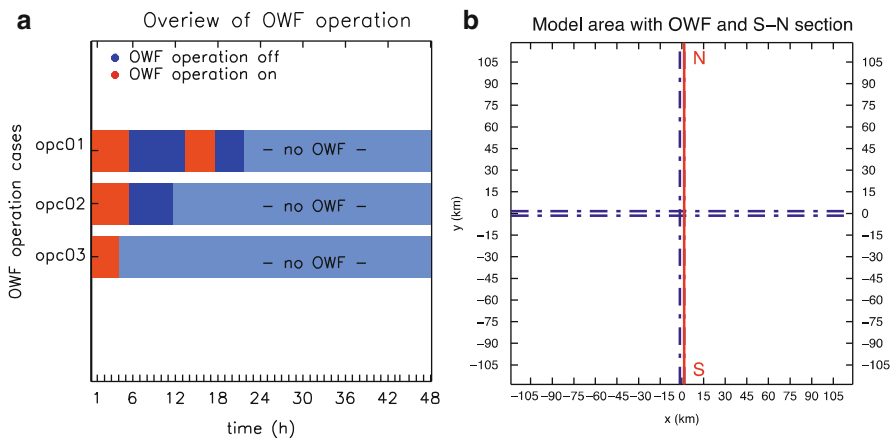 a
Overiew of OWF operation
OWF operation off
OWF operation on
OWF operation cases
opc01
– no OWF –
opc02
– no OWF –
opc03
– no OWF –
1 6 12 18 24 30 36 42 48
time (h)
b
Model area with OWF and S–N section
N
S
y (km)
105 105
90 90
75 75
60 60
45 45
30 30
15 15
0 0
−15 −15
−30 −30
−45 −45
−60 −60
−75 −75
−90 −90
−105 −105
−105 −90 −75 −60 −45 −30 −15 0 15 30 45 60 75 90 105
x (km)